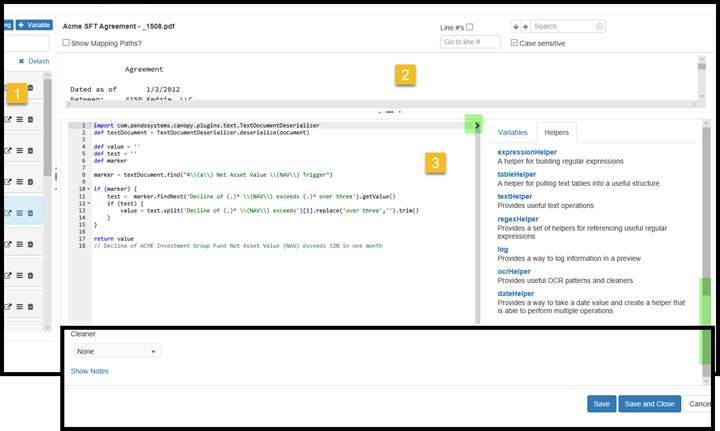 ng + Variable
Detach
1
Acme SFT Agreement - _1508.pdf
Line #'s
Search
Show Mapping Paths?
Go to line #
Case sensitive
Agreement
Dated as of 1/3/2012
Between: 4150 Kedzie, LLC
2
1 import com.pendosystems.canopy.plugins.text.TextDocumentDeserializer
2 def textDocument = TextDocumentDeserializer.deserialize(document)
3
4 def value = ''
5 def test = ''
6 def marker
7
8 marker = textDocument.find("4\\(a\\) Net Asset Value \\(NAV\\) Trigger")
9
10 if (marker) {
11 test = marker.findNext('Decline of (.)* \\(NAV\\) exceeds (.)* over three').getValue()
12 if (test) {
13 value = test.split('Decline of (.)* \\(NAV\\) exceeds')[1].replace('over three','').trim()
14 }
15 }
16
17 return value
18 // Decline of ACME Investment Group Fund Net Asset Value (NAV) exceeds 32% in one month
3
Variables Helpers
expressionHelper
A helper for building regular expressions
tableHelper
A helper for pulling text tables into a useful structure
textHelper
Provides useful text operations
regexHelper
Provides a set of helpers for referencing useful regular
expressions
log
Provides a way to log information in a preview
ocrHelper
Provides useful OCR patterns and cleaners
dateHelper
Provides a way to take a date value and create a helper that
is able to perform multiple operations
Cleaner
None
Show Notes
Save Save and Close Cancel